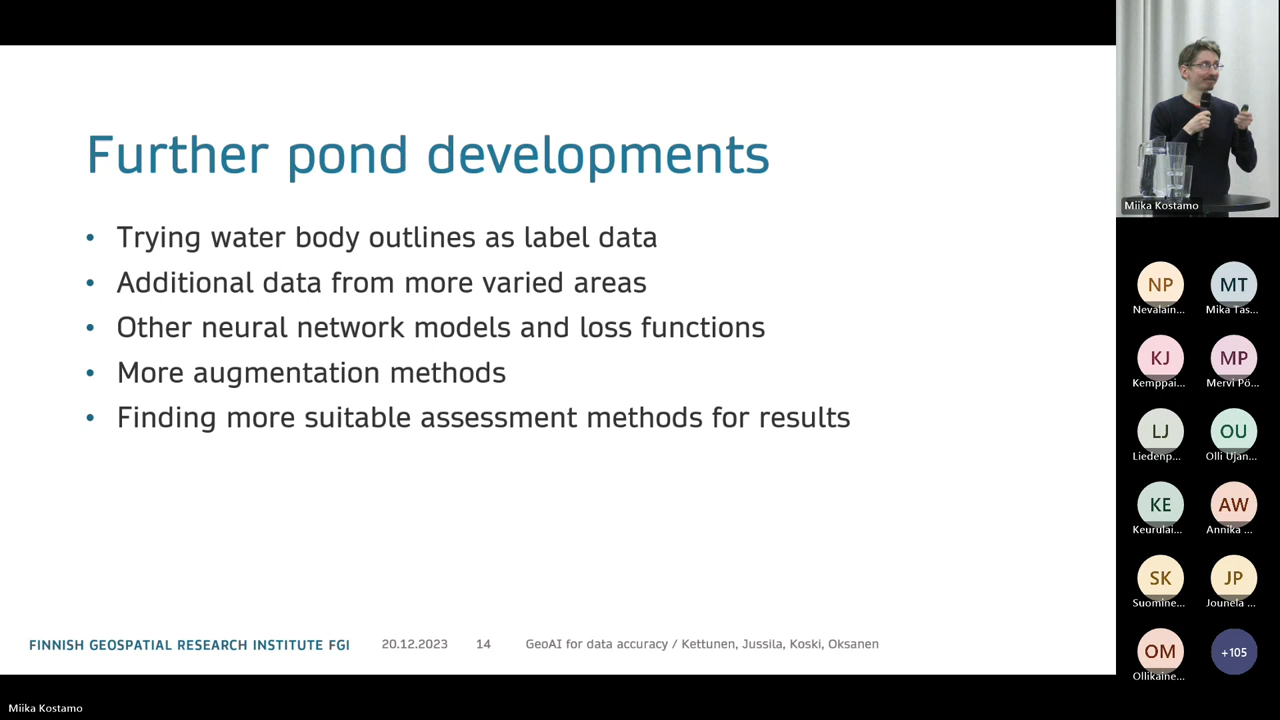 Further pond developments
• Trying water body outlines as label data
• Additional data from more varied areas
• Other neural network models and loss functions
• More augmentation methods
• Finding more suitable assessment methods for results
FINNISH GEOSPATIAL RESEARCH INSTITUTE FGI 20.12.2023 14 GeoAI for data accuracy / Kettunen, Jussila, Koski, Oksanen
Miika Kostamo
NP MT
Nevalain... Mika Tas...
KJ MP
Kemppai... Mervi Pö...
LJ OU
Liedenp... Olli Ujan...
KE AW
Keurulai... Annika ...
SK JP
Suomine... Jounela ...
OM +105
Ollikaine...
Miika Kostamo